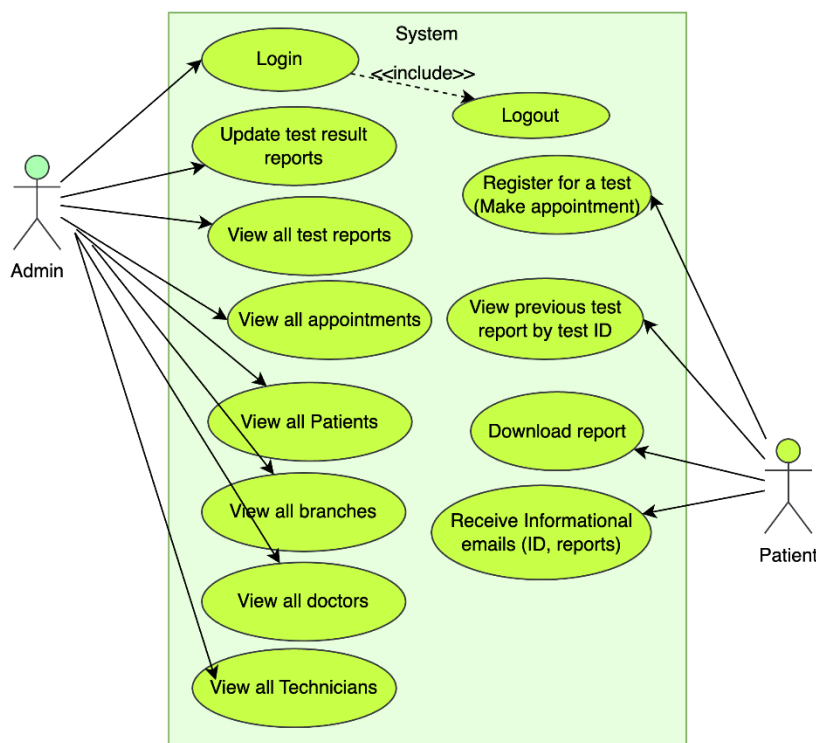 System
Login
<<include>>
Logout
Update test result
reports
Register for a test
(Make appointment)
View all test reports
Admin
View all appointments
View previous test
report by test ID
View all Patients
Download report
View all branches
Receive Informational
emails (ID, reports)
Patient
View all doctors
View all Technicians